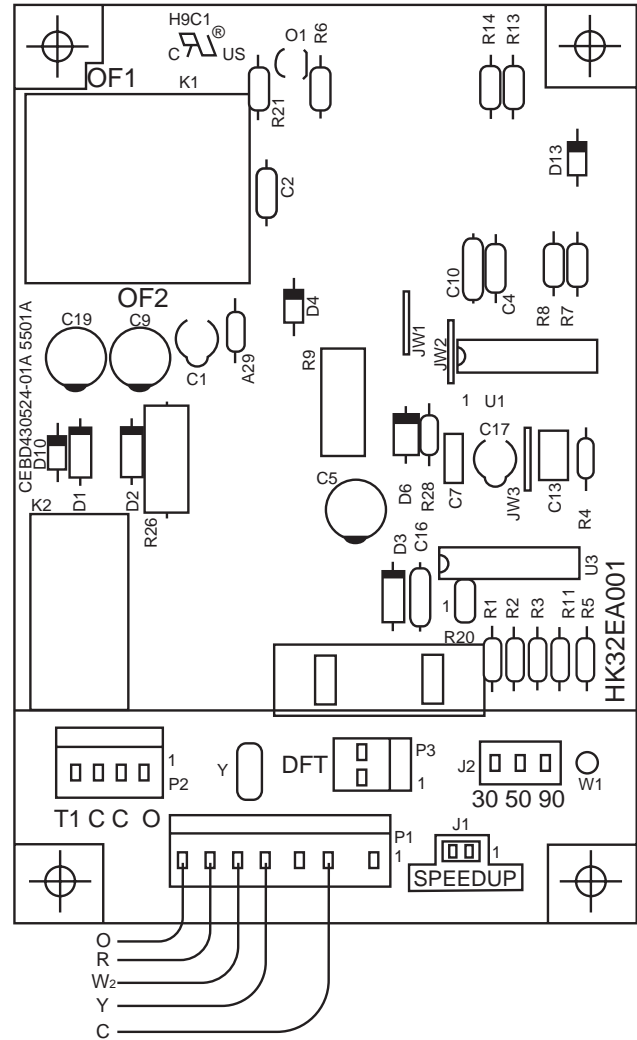 H9C1
®
C US
O1
R6
R14
R13
OF1
K1
R21
C2
D13
OF2
C10
C4
R8
R7
D4
JW1
JW2
C19
C9
C1
A29
R9
1 U1
CEBD430524-01A 5501A
D10
D1
D2
R26
C5
D6
R28
C7
C17
JW3
C13
R4
K2
D3
C16
U3
1
R20
R1
R2
R3
R11
R5
HK32EA001
1
P2
Y
DFT
P3
1
J2
W1
T1 C C O
30 50 90
P1
1
J1
1
SPEEDUP
O
R
W2
Y
C